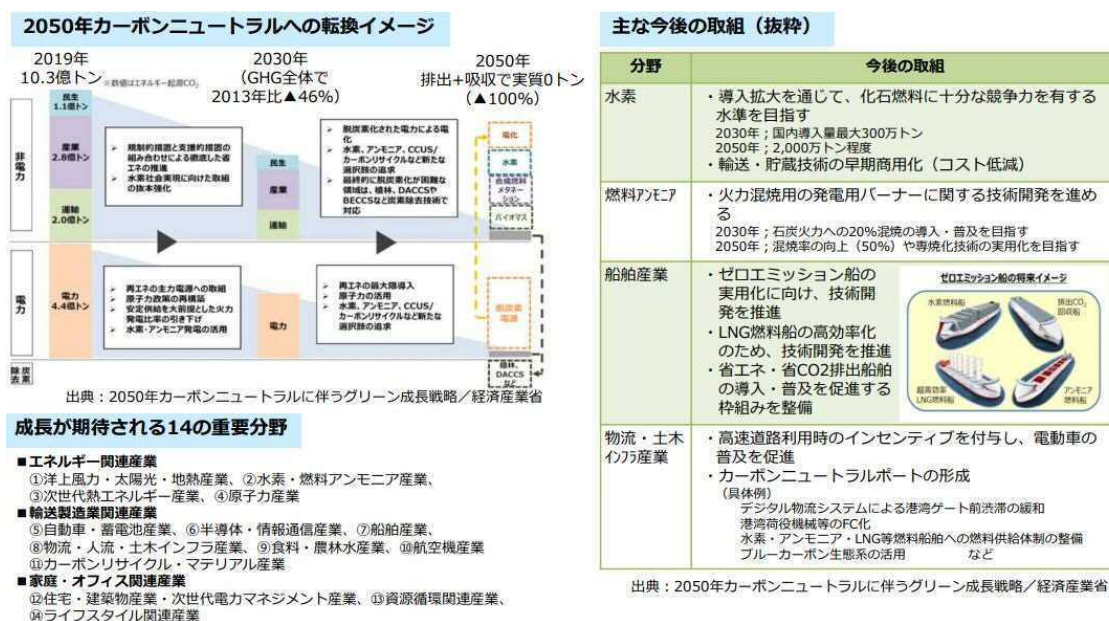 2050年カーボンニュートラルへの転換イメージ
2019年
10.3億トン
※数値はエネルギー起源CO₂
2030年
(GHG全体で
2013年比▲46%)
2050年
排出+吸収で実質0トン
(▲100%)
非電力
民生
1.1億トン
産業
2.8億トン
運輸
2.0億トン
➢ 規制的措置と支援的措置の
組み合わせによる徹底した省
エネの推進
➢ 水素社会実現に向けた取組
の抜本強化
民生
産業
運輸
➢ 脱炭素化された電力による電
化
➢ 水素、アンモニア、CCUS/
カーボンリサイクルなど新たな
選択肢の追求
➢ 最終的に脱炭素化が困難な
領域は、植林、DACCSや
BECCSなど炭素除去技術で
対応
電化
水素
合成燃料
メタネー
ション
バイオマス
電力
電力
4.4億トン
➢ 再エネの主力電源への取組
➢ 原子力政策の再構築
➢ 安定供給を大前提とした火力
発電比率の引き下げ
➢ 水素・アンモニア発電の活用
電力
➢ 再エネの最大限導入
➢ 原子力の活用
➢ 水素、アンモニア、CCUS/
カーボンリサイクルなど新たな
選択肢の追求
脱炭素
電源
炭素除去
植林、
DACCS
など
出典：2050年カーボンニュートラルに伴うグリーン成長戦略／経済産業省
成長が期待される14の重要分野
■エネルギー関連産業
①洋上風力・太陽光・地熱産業、②水素・燃料アンモニア産業、
③次世代熱エネルギー産業、④原子力産業
■輸送製造業関連産業
⑤自動車・蓄電池産業、⑥半導体・情報通信産業、⑦船舶産業、
⑧物流・人流・土木インフラ産業、⑨食料・農林水産業、⑩航空機産業
⑪カーボンリサイクル・マテリアル産業
■家庭・オフィス関連産業
⑫住宅・建築物産業・次世代電力マネジメント産業、⑬資源循環関連産業、
⑭ライフスタイル関連産業
主な今後の取組（抜粋）
分野
今後の取組
水素
・導入拡大を通じて、化石燃料に十分な競争力を有する
水準を目指す
2030年；国内導入量最大300万トン
2050年；2,000万トン程度
・輸送・貯蔵技術の早期商用化（コスト低減）
燃料アンモニア
・火力混焼用の発電用バーナーに関する技術開発を進め
る
2030年；石炭火力への20%混焼の導入・普及を目指す
2050年；混焼率の向上（50%）や専焼化技術の実用化を目指す
船舶産業
・ゼロエミッション船の
実用化に向け、技術開
発を推進
・LNG燃料船の高効率化
のため、技術開発を推進
・省エネ・省CO2排出船舶
の導入・普及を促進する
枠組みを整備
ゼロエミッション船の将来イメージ
水素燃料船
排出CO₂
回収船
超高効率
LNG燃料船
アンモニア
燃料船
物流・土木
インフラ産業
・高速道路利用時のインセンティブを付与し、電動車の
普及を促進
・カーボンニュートラルポートの形成
（具体例）
デジタル物流システムによる港湾ゲート前渋滞の緩和
港湾荷役機械等のFC化
水素・アンモニア・LNG等燃料船舶への燃料供給体制の整備
ブルーカーボン生態系の活用 など
出典：2050年カーボンニュートラルに伴うグリーン成長戦略／経済産業省